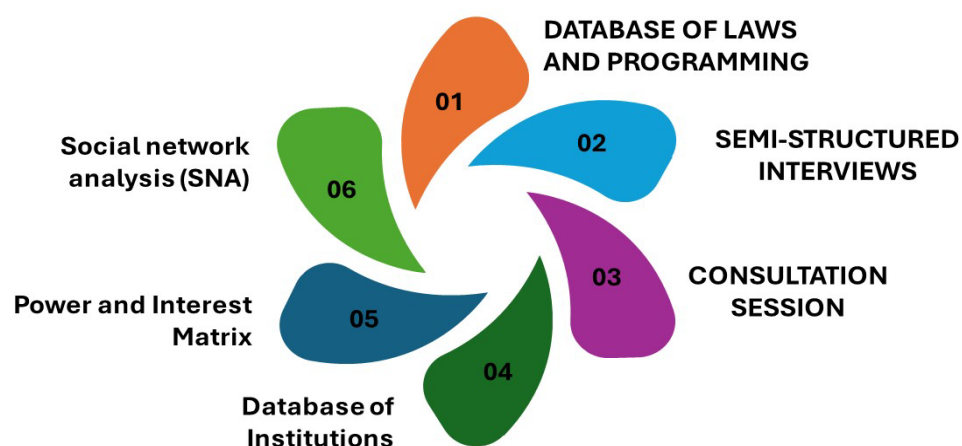 01
DATABASE OF LAWS
AND PROGRAMMING
02
SEMI-STRUCTURED
INTERVIEWS
03
CONSULTATION
SESSION
04
Database of
Institutions
05
Power and Interest
Matrix
06
Social network
analysis (SNA)